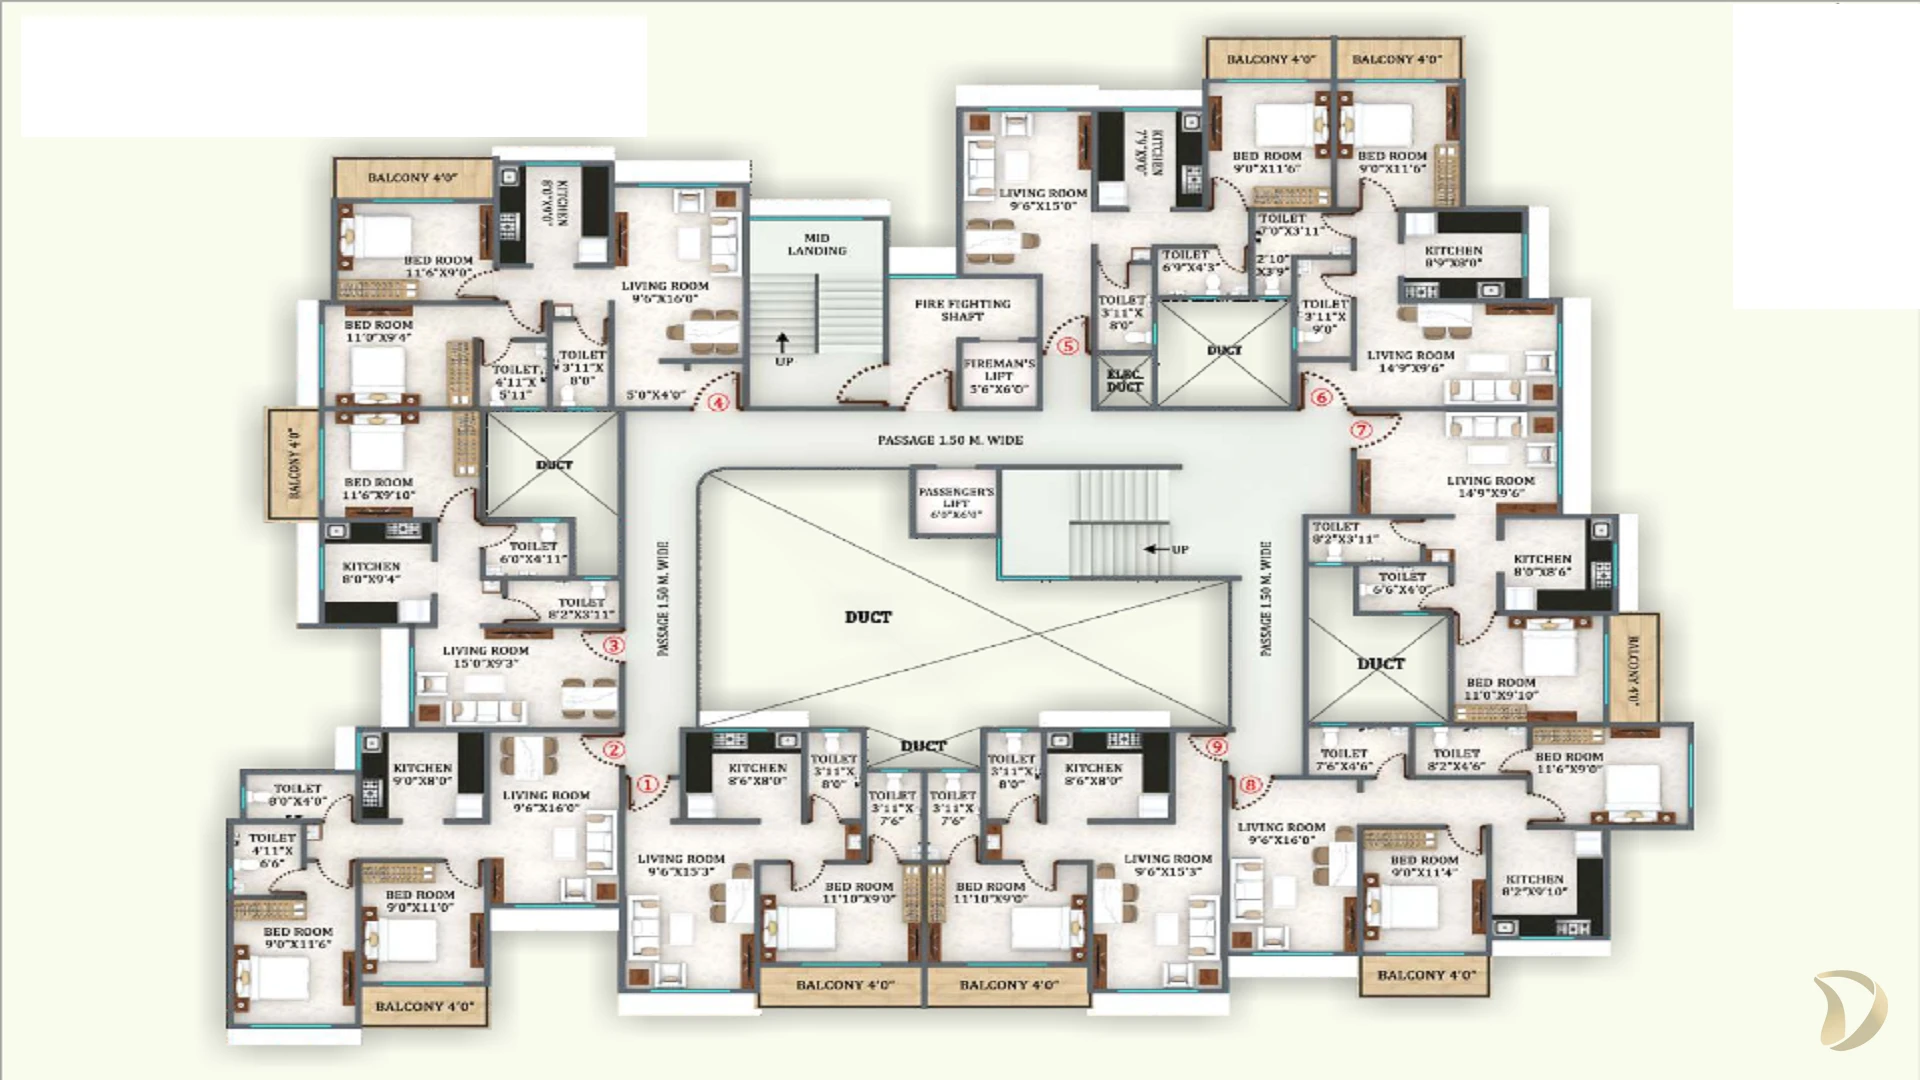 BALCONY 4'0"
BALCONY 4'0"
KITCHEN
7'9"X9'0"
BED ROOM
9'0"X11'6"
BED ROOM
9'0"X11'6"
LIVING ROOM
9'6"X15'0"
TOILET
7'0"X3'11"
TOILET
6'9"X4'3"
2'10"
X3'9"
KITCHEN
8'9"X8'0"
TOILET
3'11"X
8'0"
TOILET
3'11"X
9'0"
DUCT
ELEC.
DUCT
⑤
LIVING ROOM
14'9"X9'6"
⑥
BALCONY 4'0"
KITCHEN
8'0"X9'0"
BED ROOM
11'6"X9'0"
LIVING ROOM
9'6"X16'0"
MID
LANDING
UP
FIRE FIGHTING
SHAFT
FIREMAN'S
LIFT
5'6"X6'0"
BED ROOM
11'0"X9'4"
TOILET
4'11"X
5'11"
TOILET
3'11"X
8'0"
5'0"X4'0"
④
BALCONY 4'0"
BED ROOM
11'6"X9'10"
DUCT
PASSAGE 1.50 M. WIDE
⑦
LIVING ROOM
14'9"X9'6"
PASSENGER'S
LIFT
6'6"X6'0"
UP
KITCHEN
8'0"X9'4"
TOILET
6'0"X4'11"
TOILET
8'2"X3'11"
③
LIVING ROOM
15'0"X9'3"
PASSAGE 1.50 M. WIDE
DUCT
PASSAGE 1.50 M. WIDE
TOILET
8'2"X3'11"
KITCHEN
8'0"X8'6"
TOILET
6'6"X4'0"
DUCT
BED ROOM
11'0"X9'10"
BALCONY 4'0"
②
KITCHEN
9'0"X8'0"
TOILET
8'0"X4'0"
LIVING ROOM
9'6"X16'0"
TOILET
4'11"X
6'6"
BED ROOM
9'0"X11'0"
BED ROOM
9'0"X11'6"
BALCONY 4'0"
①
KITCHEN
8'6"X8'0"
TOILET
3'11"X
8'0"
DUCT
TOILET
3'11"X
7'6"
TOILET
3'11"X
7'6"
TOILET
3'11"X
8'0"
KITCHEN
8'6"X8'0"
⑨
LIVING ROOM
9'6"X15'3"
BED ROOM
11'10"X9'0"
BED ROOM
11'10"X9'0"
LIVING ROOM
9'6"X15'3"
BALCONY 4'0"
BALCONY 4'0"
⑧
TOILET
7'6"X4'6"
TOILET
8'2"X4'6"
BED ROOM
11'6"X9'0"
LIVING ROOM
9'6"X16'0"
BED ROOM
9'0"X11'4"
KITCHEN
8'2"X9'10"
BALCONY 4'0"